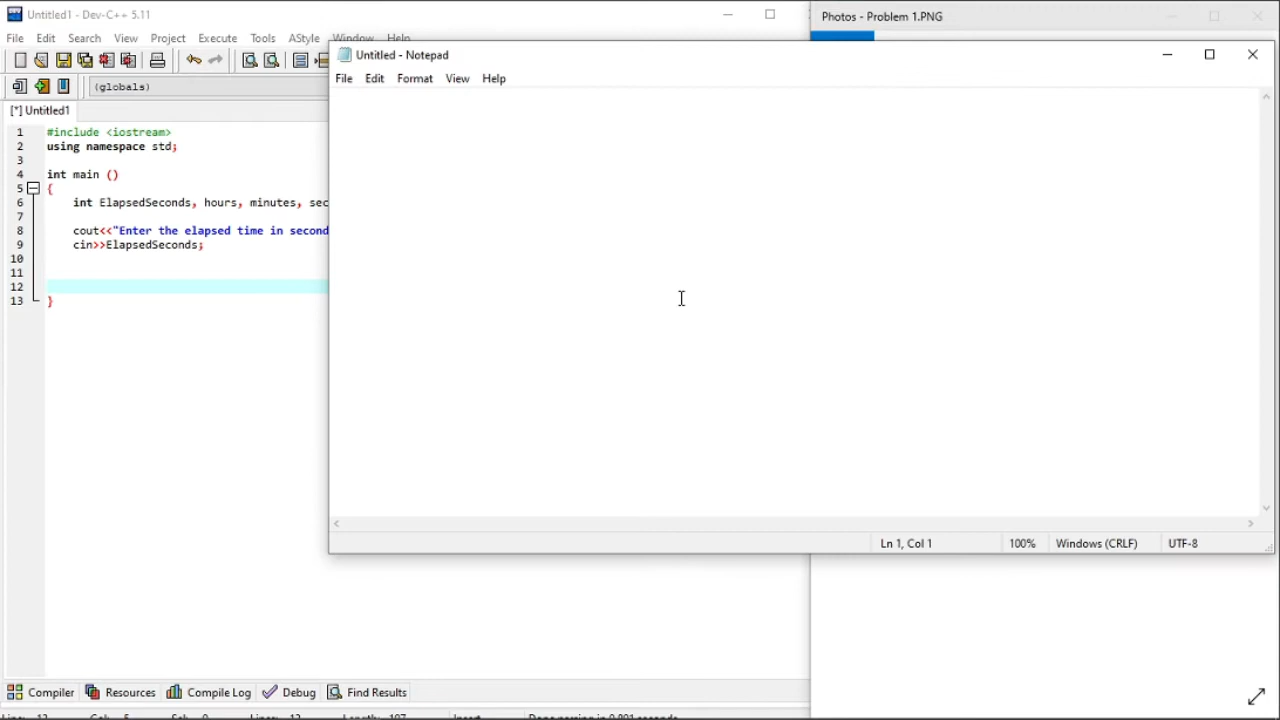 Untitled1 - Dev-C++ 5.11
File Edit Search View Project Execute Tools AStyle Window Help
(globals)
[*] Untitled1
1 #include <iostream>
2 using namespace std;
3
4 int main ()
5 {
6 int ElapsedSeconds, hours, minutes, sec
7
8 cout<<"Enter the elapsed time in second
9 cin>>ElapsedSeconds;
10
11
12
13 }
Compiler Resources Compile Log Debug Find Results
Photos - Problem 1.PNG
Untitled - Notepad
File Edit Format View Help
Ln 1, Col 1 100% Windows (CRLF) UTF-8